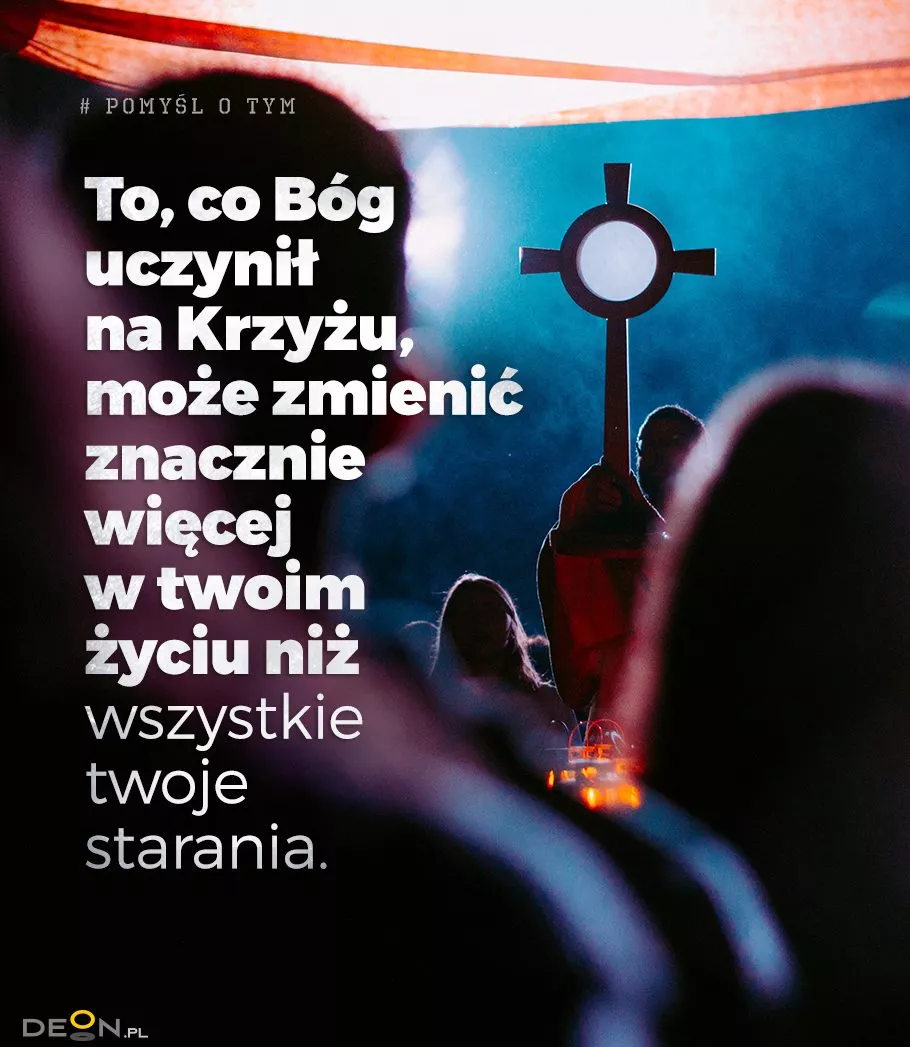 # POMYŚL O TYM
To, co Bóg
uczynił
na Krzyżu,
może zmienić
znacznie
więcej
w twoim
życiu niż
wszystkie
twoje
starania.
DEON.PL